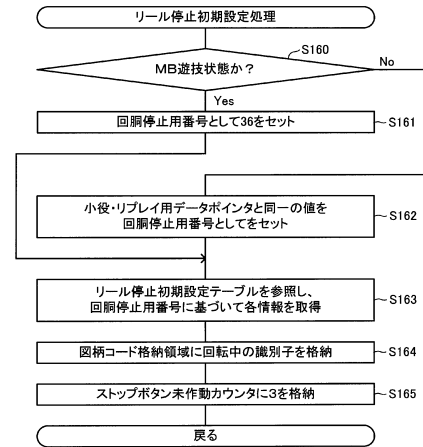 リール停止初期設定処理
S160
MB遊技状態か？
No
Yes
回胴停止用番号として36をセット
S161
小役・リプレイ用データポインタと同一の値を
回胴停止用番号としてをセット
S162
リール停止初期設定テーブルを参照し、
回胴停止用番号に基づいて各情報を取得
S163
図柄コード格納領域に回転中の識別子を格納
S164
ストップボタン未作動カウンタに3を格納
S165
戻る